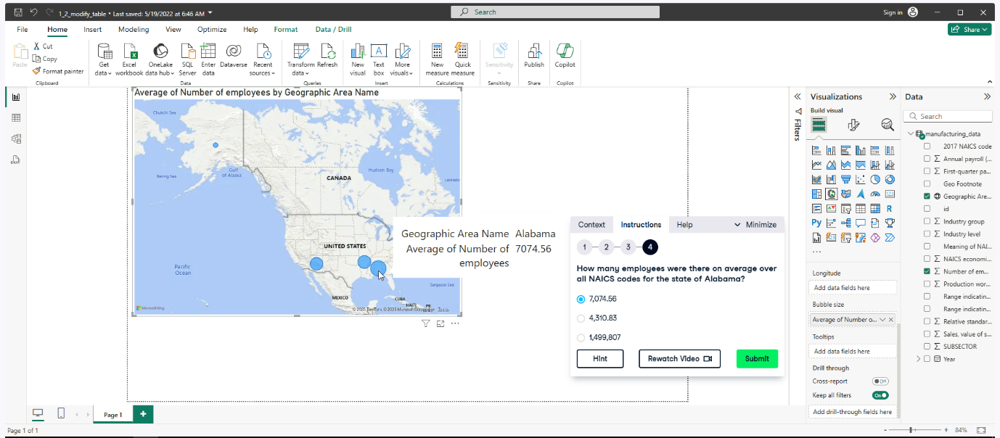 1_2_modify_table • Last saved: 5/19/2022 at 6:46 AM
Search
Sign in
File Home Insert Modeling View Optimize Help Format Data / Drill
Share
Paste
Cut
Copy
Format painter
Clipboard
Get data
Excel workbook
OneLake data hub
SQL Server
Enter data
Dataverse
Recent sources
Data
Transform data
Refresh
Queries
New visual
Text box
More visuals
Insert
New measure
Quick measure
Calculations
Sensitivity
Sensitivity
Publish
Share
Copilot
Copilot
Average of Number of employees by Geographic Area Name
Chukchi Sea
Bering Sea
Gulf of Alaska
CANADA
Hudson Bay
Labrador
UNITED STATES
Pacific Ocean
Sargasso Sea
MEXICO
CUBA
HAITI
PR
Microsoft Bing
© 2025 TomTom, © 2025 Microsoft Corporation Terms
Geographic Area Name Alabama
Average of Number of 7074.56
employees
Context Instructions Help Minimize
1 2 3 4
How many employees were there on average over
all NAICS codes for the state of Alabama?
7,074.56
4,310.83
1,499,807
Hint
Rewatch Video
Submit
Filters
Visualizations
Build visual
R
Py
...
Longitude
Add data fields here
Bubble size
Average of Number o...
Tooltips
Add data fields here
Drill through
Cross-report
Off
Keep all filters
On
Add drill-through fields here
Data
Search
manufacturing_data
2017 NAICS code
Annual payroll (...
First-quarter pa...
Geo Footnote
Geographic Are...
id
Industry group
Industry level
Meaning of NAI...
NAICS economi...
Number of em...
Production wor...
Range indicatin...
Range indicatin...
Relative standar...
Sales, value of s...
SUBSECTOR
Year
Page 1
Page 1 of 1
- + 84%